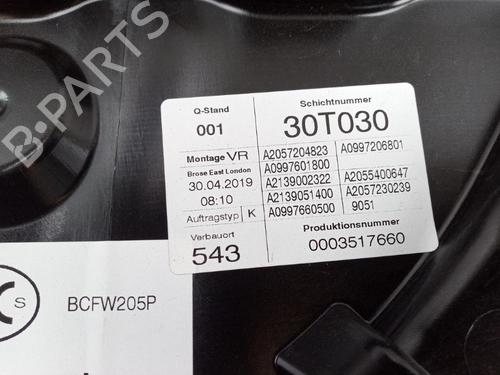 B-PARTS
Q-Stand
001
Schichtnummer
30T030
Montage VR
Brose East London
30.04.2019
08:10
Auftragstyp K
A2057204823 A0997206801
A0997601800
A2139002322 A2055400647
A2139051400 A2057230239
A0997660500 9051
Verbauort
543
Produktionsnummer
0003517660
S
BCFW205P